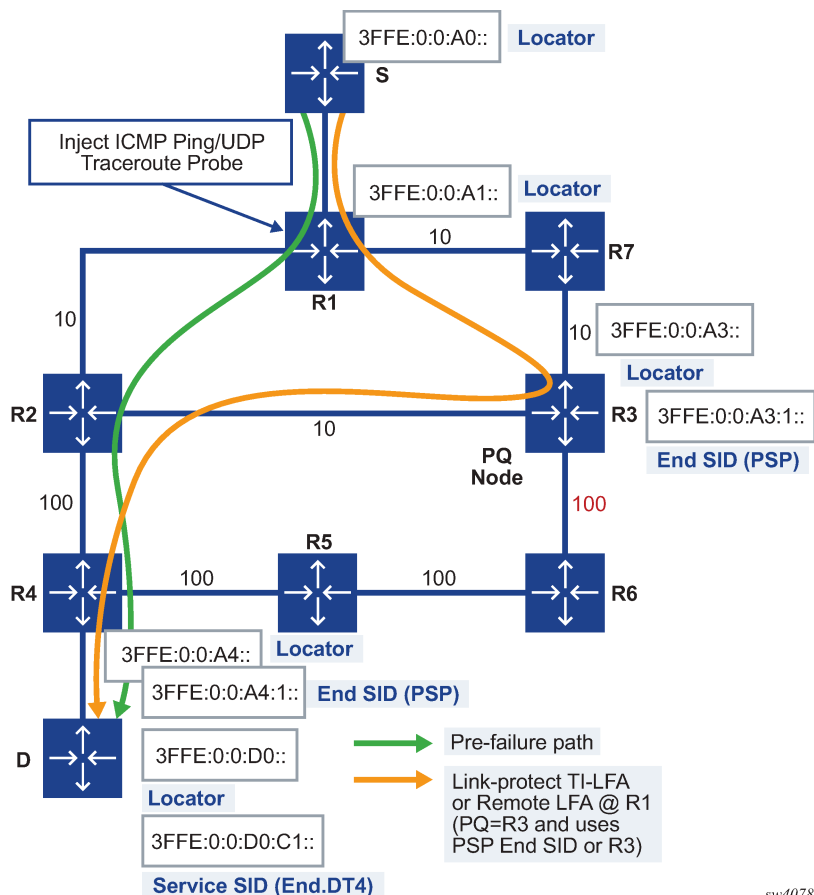 3FFE:0:0:A0::
Locator
S
Inject ICMP Ping/UDP
Traceroute Probe
3FFE:0:0:A1::
Locator
10
R7
R1
10
10
3FFE:0:0:A3::
Locator
R2
10
R3
3FFE:0:0:A3:1::
End SID (PSP)
PQ
Node
100
100
R5
R4
100
100
R6
3FFE:0:0:A4::
Locator
3FFE:0:0:A4:1::
End SID (PSP)
D
3FFE:0:0:D0::
Locator
3FFE:0:0:D0:C1::
Service SID (End.DT4)
Pre-failure path
Link-protect TI-LFA
or Remote LFA @ R1
(PQ=R3 and uses
PSP End SID or R3)
sw4078